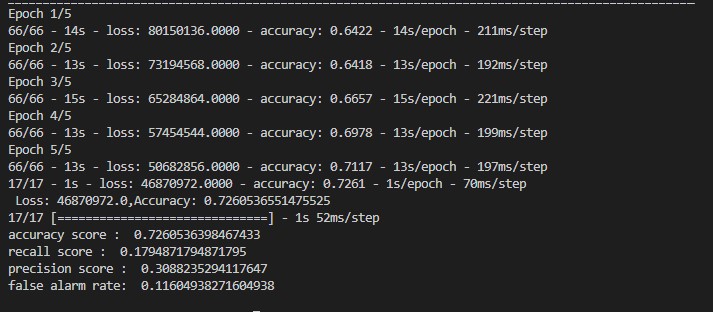 Epoch 1/5
66/66 - 14s - loss: 80150136.0000 - accuracy: 0.6422 - 14s/epoch - 211ms/step
Epoch 2/5
66/66 - 13s - loss: 73194568.0000 - accuracy: 0.6418 - 13s/epoch - 192ms/step
Epoch 3/5
66/66 - 15s - loss: 65284864.0000 - accuracy: 0.6657 - 15s/epoch - 221ms/step
Epoch 4/5
66/66 - 13s - loss: 57454544.0000 - accuracy: 0.6978 - 13s/epoch - 199ms/step
Epoch 5/5
66/66 - 13s - loss: 50682856.0000 - accuracy: 0.7117 - 13s/epoch - 197ms/step
17/17 - 1s - loss: 46870972.0000 - accuracy: 0.7261 - 1s/epoch - 70ms/step
 Loss: 46870972.0,Accuracy: 0.7260536551475525
17/17 [==============================] - 1s 52ms/step
accuracy score :  0.7260536398467433
recall score :  0.1794871794871795
precision score :  0.3088235294117647
false alarm rate:  0.11604938271604938